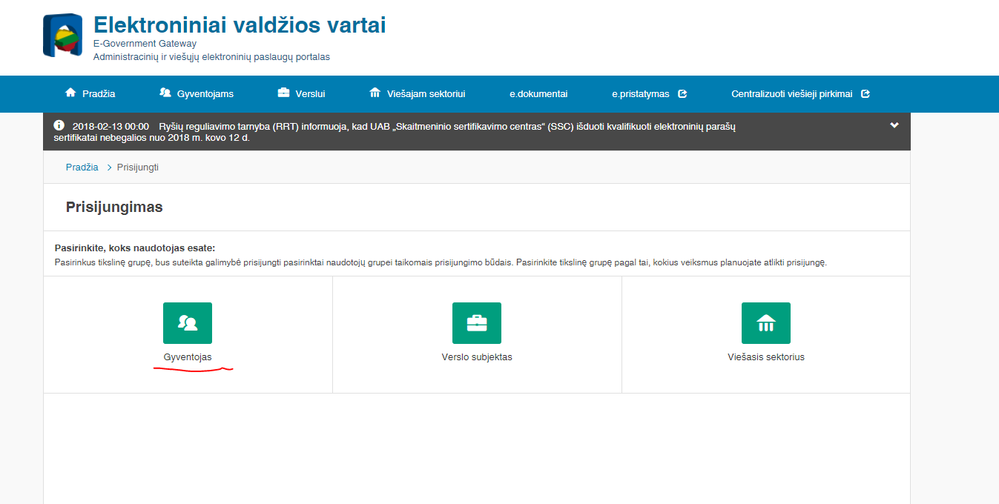 Elektroniniai valdžios vartai
E-Government Gateway
Administracinių ir viešųjų elektroninių paslaugų portalas
Pradžia Gyventojams Verslui Viešajam sektoriui e.dokumentai e.pristatymas Centralizuoti viešieji pirkimai
2018-02-13 00:00 Ryšių reguliavimo tarnyba (RRT) informuoja, kad UAB „Skaitmeninio sertifikavimo centras“ (SSC) išduoti kvalifikuoti elektroninių parašų
sertifikatai nebegalios nuo 2018 m. kovo 12 d.
Pradžia Prisijungti
Prisijungimas
Pasirinkite, koks naudotojas esate:
Pasirinkus tikslinę grupę, bus suteikta galimybė prisijungti pasirinktai naudotojų grupei taikomais prisijungimo būdais. Pasirinkite tikslinę grupę pagal tai, kokius veiksmus planuojate atlikti prisijungę.
Gyventojas Verslo subjektas Viešasis sektorius